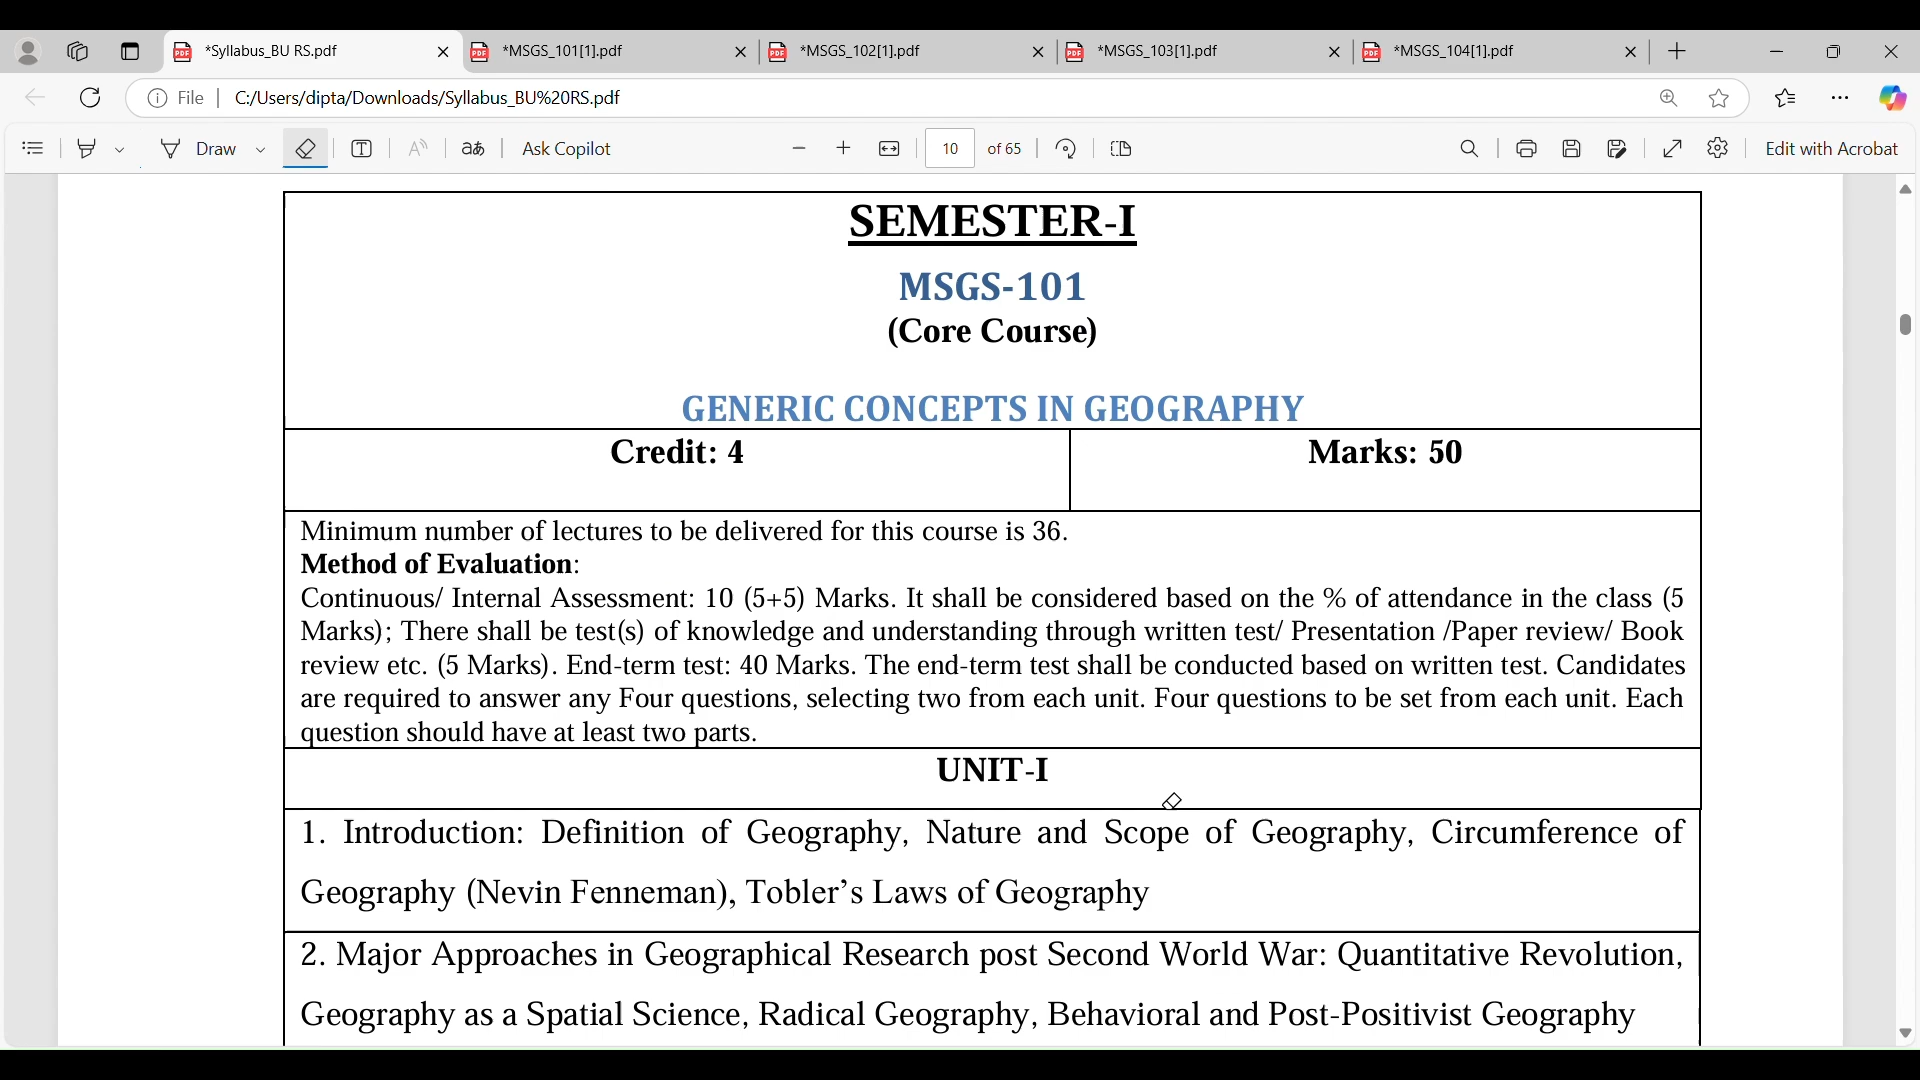 *Syllabus_BU RS.pdf
*MSGS_101[1].pdf
*MSGS_102[1].pdf
*MSGS_103[1].pdf
*MSGS_104[1].pdf
File
C:/Users/dipta/Downloads/Syllabus_BU%20RS.pdf
Draw
Ask Copilot
10 of 65
Edit with Acrobat
SEMESTER-I
MSGS-101
(Core Course)
GENERIC CONCEPTS IN GEOGRAPHY
Credit: 4
Marks: 50
Minimum number of lectures to be delivered for this course is 36.
Method of Evaluation:
Continuous/ Internal Assessment: 10 (5+5) Marks. It shall be considered based on the % of attendance in the class (5
Marks); There shall be test(s) of knowledge and understanding through written test/ Presentation /Paper review/ Book
review etc. (5 Marks). End-term test: 40 Marks. The end-term test shall be conducted based on written test. Candidates
are required to answer any Four questions, selecting two from each unit. Four questions to be set from each unit. Each
question should have at least two parts.
UNIT-I
1. Introduction: Definition of Geography, Nature and Scope of Geography, Circumference of
Geography (Nevin Fenneman), Tobler’s Laws of Geography
2. Major Approaches in Geographical Research post Second World War: Quantitative Revolution,
Geography as a Spatial Science, Radical Geography, Behavioral and Post-Positivist Geography